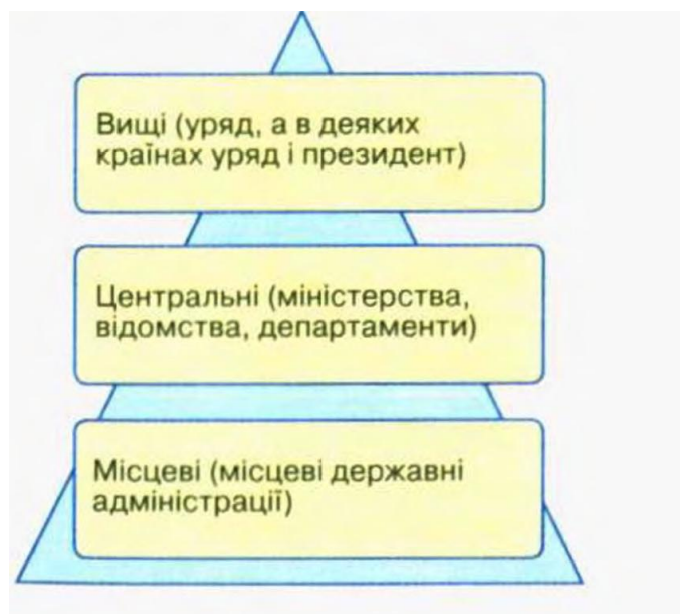 Вищі (уряд, а в деяких
країнах уряд і президент)
Центральні (міністерства,
відомства, департаменти)
Місцеві (місцеві державні
адміністрації)